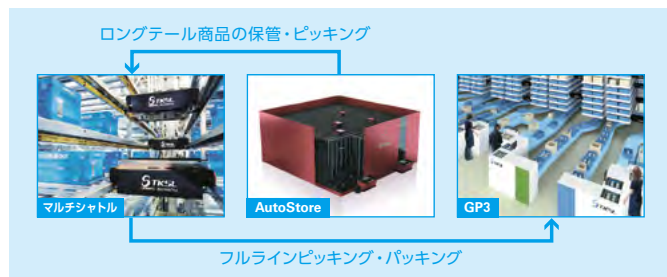 ロングテール商品の保管・ピッキング
TKSL
TKSL
マルチシャトル
AutoStore
GP3
フルラインピッキング・パッキング